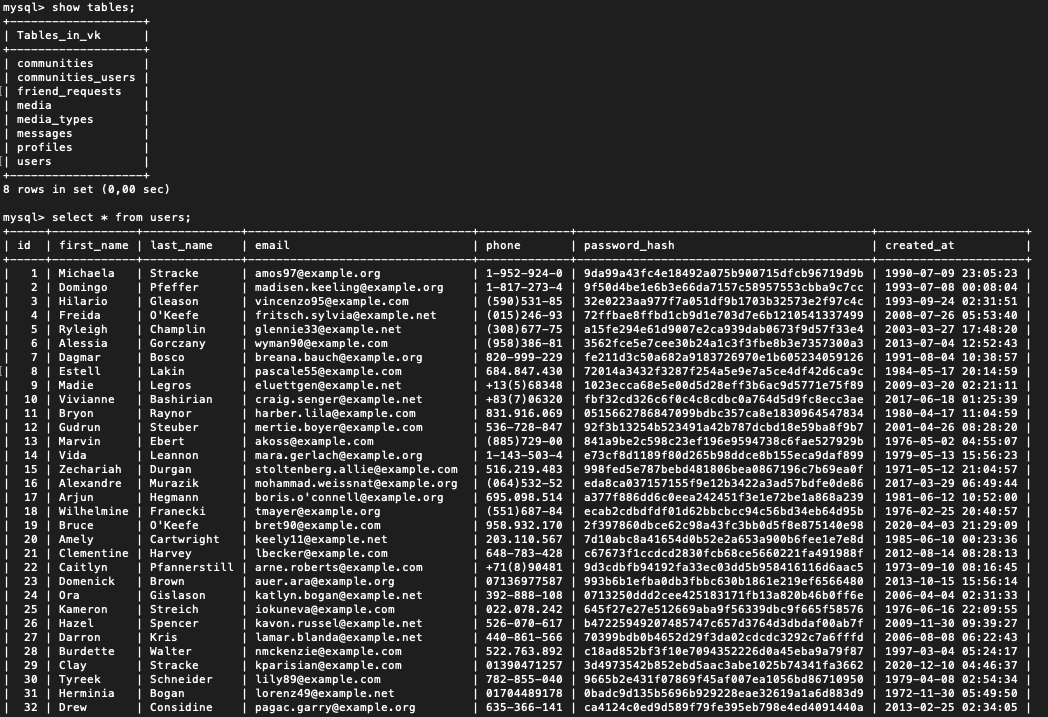 mysql> show tables;
+--------------------+
| Tables_in_vk       |
+--------------------+
| communities        |
| communities_users  |
| friend_requests    |
| media              |
| media_types        |
| messages           |
| profiles           |
| users              |
+--------------------+
8 rows in set (0,00 sec)
mysql> select * from users;
| id | first_name | last_name | email | phone | password_hash | created_at |
| 1 | Michaela | Stracke | amos97@example.org | 1-952-924-0 | 9da99a43fc4e18492a075b900715dfcb96719d9b | 1990-07-09 23:05:23 |
| 2 | Domingo | Pfeffer | madisen.keeling@example.org | 1-817-273-4 | 9f50d4be1e6b3e66da7157c58957553cbba9c7cc | 1993-07-08 00:08:04 |
| 3 | Hilario | Gleason | vincenzo95@example.com | (590)531-85 | 32e0223aa977f7a051df9b1703b32573e2f97c4c | 1993-09-24 02:31:51 |
| 4 | Freida | O'Keefe | fritsch.sylvia@example.net | (015)246-93 | 72ffbae8ffbd1cb9d1e703d7e6b1210541337499 | 2008-07-26 05:53:40 |
| 5 | Ryleigh | Champlin | glennie33@example.net | (308)677-75 | a15fe294e61d9007e2ca939dab0673f9d57f33e4 | 2003-03-27 17:48:20 |
| 6 | Alessia | Gorczany | wyman90@example.com | (958)386-81 | 3562fce5e7cee30b24a1c3f3fbe8b3e7357300a3 | 2013-07-04 12:52:43 |
| 7 | Dagmar | Bosco | breana.bauch@example.org | 820-999-229 | fe211d3c50a682a9183726970e1b605234059126 | 1991-08-04 10:38:57 |
| 8 | Estell | Lakin | pascale55@example.com | 684.847.430 | 72014a3432f3287f254a5e9e7a5ce4df42d6ca9c | 1984-05-17 20:14:59 |
| 9 | Madie | Legros | eluettgen@example.net | +13(5)68348 | 1023ecca68e5e00d5d28eff3b6ac9d5771e75f89 | 2009-03-20 02:21:11 |
| 10 | Vivianne | Bashirian | craig.senger@example.net | +83(7)06320 | fbf32cd326c6f0c4c8cdbc0a764d5d9fc8ecc3ae | 2017-06-18 01:25:39 |
| 11 | Bryon | Raynor | harber.lila@example.com | 831.916.069 | 0515662786847099bdbc357ca8e1830964547834 | 1980-04-17 11:04:59 |
| 12 | Gudrun | Steuber | mertie.boyer@example.com | 536-728-847 | 92f3b13254b523491a42b787dcbd18e59ba8f9b7 | 2001-04-26 08:28:20 |
| 13 | Marvin | Ebert | akoss@example.com | (885)729-00 | 841a9be2c598c23ef196e9594738c6fae527929b | 1976-05-02 04:55:07 |
| 14 | Vida | Leannon | mara.gerlach@example.org | 1-143-503-4 | e73cf8d1189f80d265b98ddce8b155eca9daf899 | 1979-05-13 15:56:23 |
| 15 | Zechariah | Durgan | stoltenberg.allie@example.com | 516.219.483 | 998fed5e787bebd481806bea0867196c7b69ea0f | 1971-05-12 21:04:57 |
| 16 | Alexandre | Murazik | mohammad.weissnat@example.org | (064)532-52 | eda8ca037157155f9e12b3422a3ad57bdfe0de86 | 2017-03-29 06:49:44 |
| 17 | Arjun | Hegmann | boris.o'connell@example.org | 695.098.514 | a377f886dd6c0eea242451f3e1e72be1a868a239 | 1981-06-12 10:52:00 |
| 18 | Wilhelmine | Franecki | tmayer@example.org | (551)687-84 | ecab2cdbdfdf01d62bbcbcc94c56bd34eb64d95b | 1976-02-25 20:40:57 |
| 19 | Bruce | O'Keefe | bret90@example.com | 958.932.170 | 2f397860dbce62c98a43fc3bb0d5f8e875140e98 | 2020-04-03 21:29:09 |
| 20 | Amely | Cartwright | keely11@example.net | 203.110.567 | 7d10abc8a41654d0b52e2a653a900b6fee1e7e8d | 1985-06-10 00:23:36 |
| 21 | Clementine | Harvey | lbecker@example.com | 648-783-428 | c67673f1ccdcd2830fcb68ce5660221fa491988f | 2012-08-14 08:28:13 |
| 22 | Caitlyn | Pfannerstill | arne.roberts@example.com | +71(8)90481 | 9d3cdbfb94192fa33ec03dd5b958416116d6aac5 | 1973-09-10 08:16:45 |
| 23 | Domenick | Brown | auer.ara@example.org | 07136977587 | 993b6b1efba0db3fbbc630b1861e219ef6566480 | 2013-10-15 15:56:14 |
| 24 | Ora | Gislason | katlyn.bogan@example.net | 392-888-108 | 0713250ddd2cee425183171fb13a820b46b0ff6e | 2006-04-04 02:31:33 |
| 25 | Kameron | Streich | iokuneva@example.com | 022.078.242 | 645f27e27e512669aba9f56339dbc9f665f58576 | 1976-06-16 22:09:55 |
| 26 | Hazel | Spencer | kavon.russel@example.net | 526-070-617 | b47225949207485747c657d3764d3dbdaf00ab7f | 2009-11-30 09:39:27 |
| 27 | Darron | Kris | lamar.blanda@example.net | 440-861-566 | 70399bdb0b4652d29f3da02cdcdc3292c7a6fffd | 2006-08-08 06:22:43 |
| 28 | Burdette | Walter | nmckenzie@example.com | 522.763.892 | c18ad852bf3f10e7094352226d0a45eba9a79f87 | 1997-03-04 05:24:17 |
| 29 | Clay | Stracke | kparisian@example.com | 01390471257 | 3d4973542b852ebd5aac3abe1025b74341fa3662 | 2020-12-10 04:46:37 |
| 30 | Tyreek | Schneider | lily89@example.com | 782-855-040 | 9665b2e431f07869f45af007ea1056bd86710950 | 1979-04-08 02:54:34 |
| 31 | Herminia | Bogan | lorenz49@example.net | 01704489178 | 0badc9d135b5696b929228eae32619a1a6d883d9 | 1972-11-30 05:49:50 |
| 32 | Drew | Considine | pagac.garry@example.org | 635-366-141 | ca4124c0ed9d589f79fe395eb798e4ed4091440a | 2013-02-25 02:34:05 |